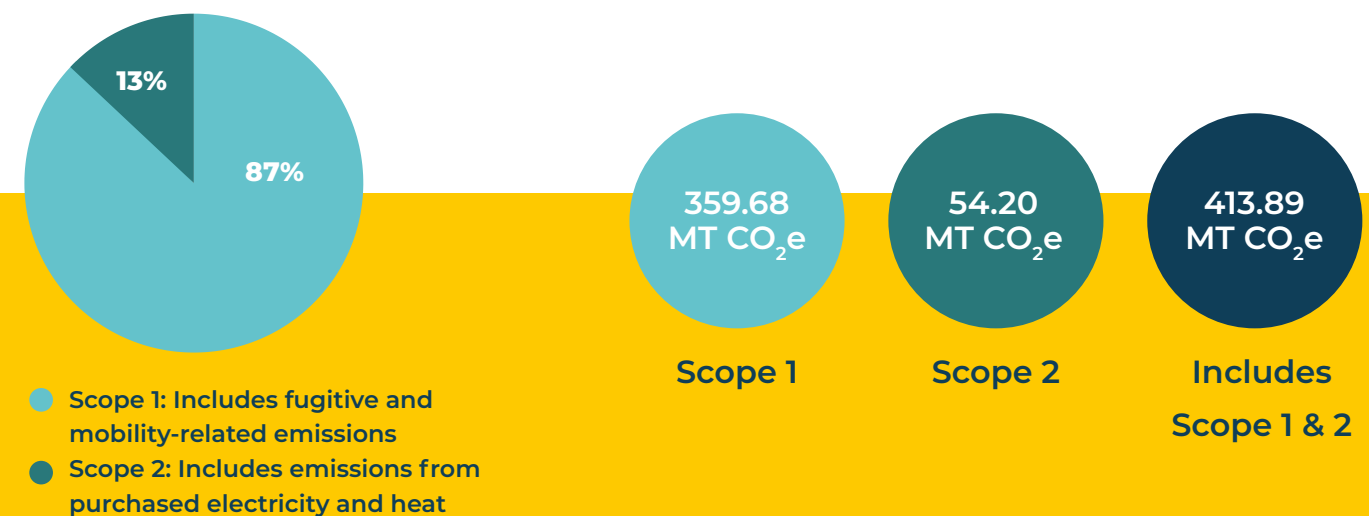 13%
87%
Scope 1: Includes fugitive and
mobility-related emissions
Scope 2: Includes emissions from
purchased electricity and heat
359.68
MT CO₂e
Scope 1
54.20
MT CO₂e
Scope 2
413.89
MT CO₂e
Includes
Scope 1 & 2